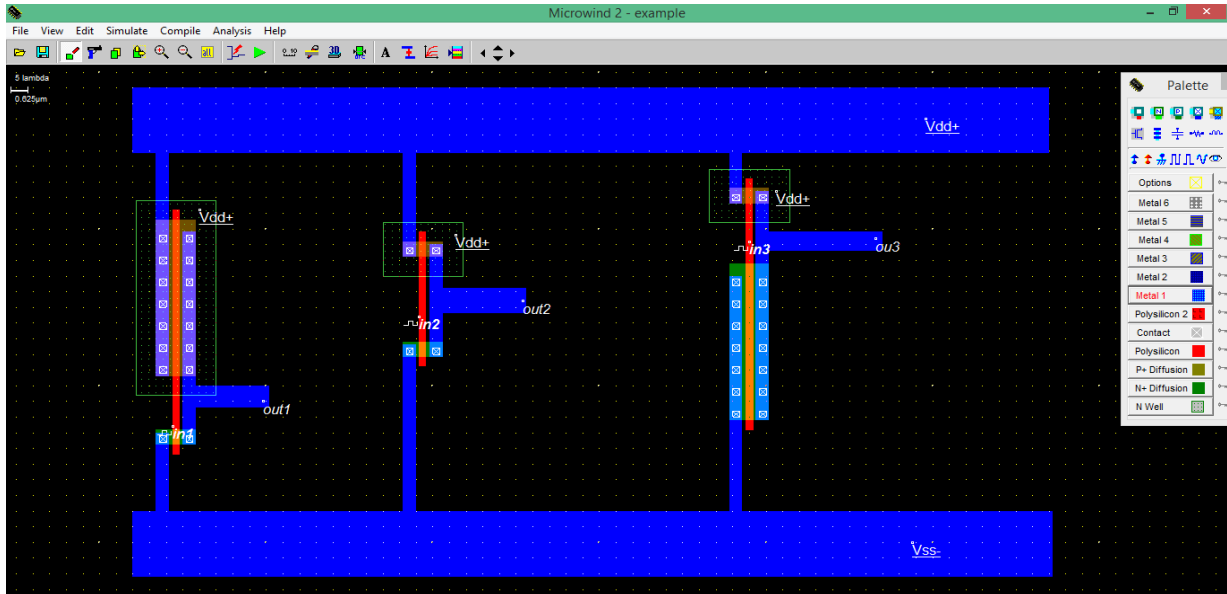 Microwind 2 - example
File View Edit Simulate Compile Analysis Help
5 lambda
0.625µm
Vdd+
Vdd+
Vdd+
Vdd+
in3
ou3
out2
in2
out1
in1
Vss-
Palette
Options
Metal 6
Metal 5
Metal 4
Metal 3
Metal 2
Metal 1
Polysilicon 2
Contact
Polysilicon
P+ Diffusion
N+ Diffusion
N Well